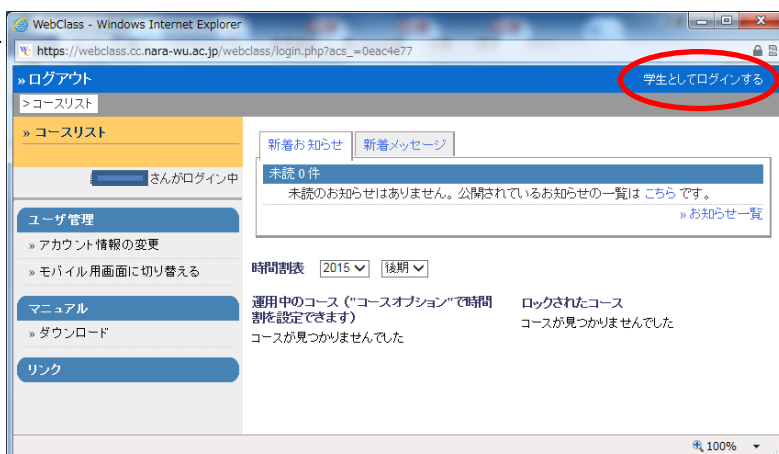 WebClass - Windows Internet Explorer
https://webclass.cc.nara-wu.ac.jp/webclass/login.php?acs_=0eac4e77
»ログアウト 学生としてログインする
>コースリスト
» コースリスト
さんがログイン中
新着お知らせ 新着メッセージ
未読 0 件
未読のお知らせはありません。公開されているお知らせの一覧は こちら です。
»お知らせ一覧
ユーザ管理
»アカウント情報の変更
»モバイル用画面に切り替える
マニュアル
»ダウンロード
リンク
時間割表 2015 後期
運用中のコース ("コースオプション"で時間
割を設定できます)
コースが見つかりませんでした
ロックされたコース
コースが見つかりませんでした
100%